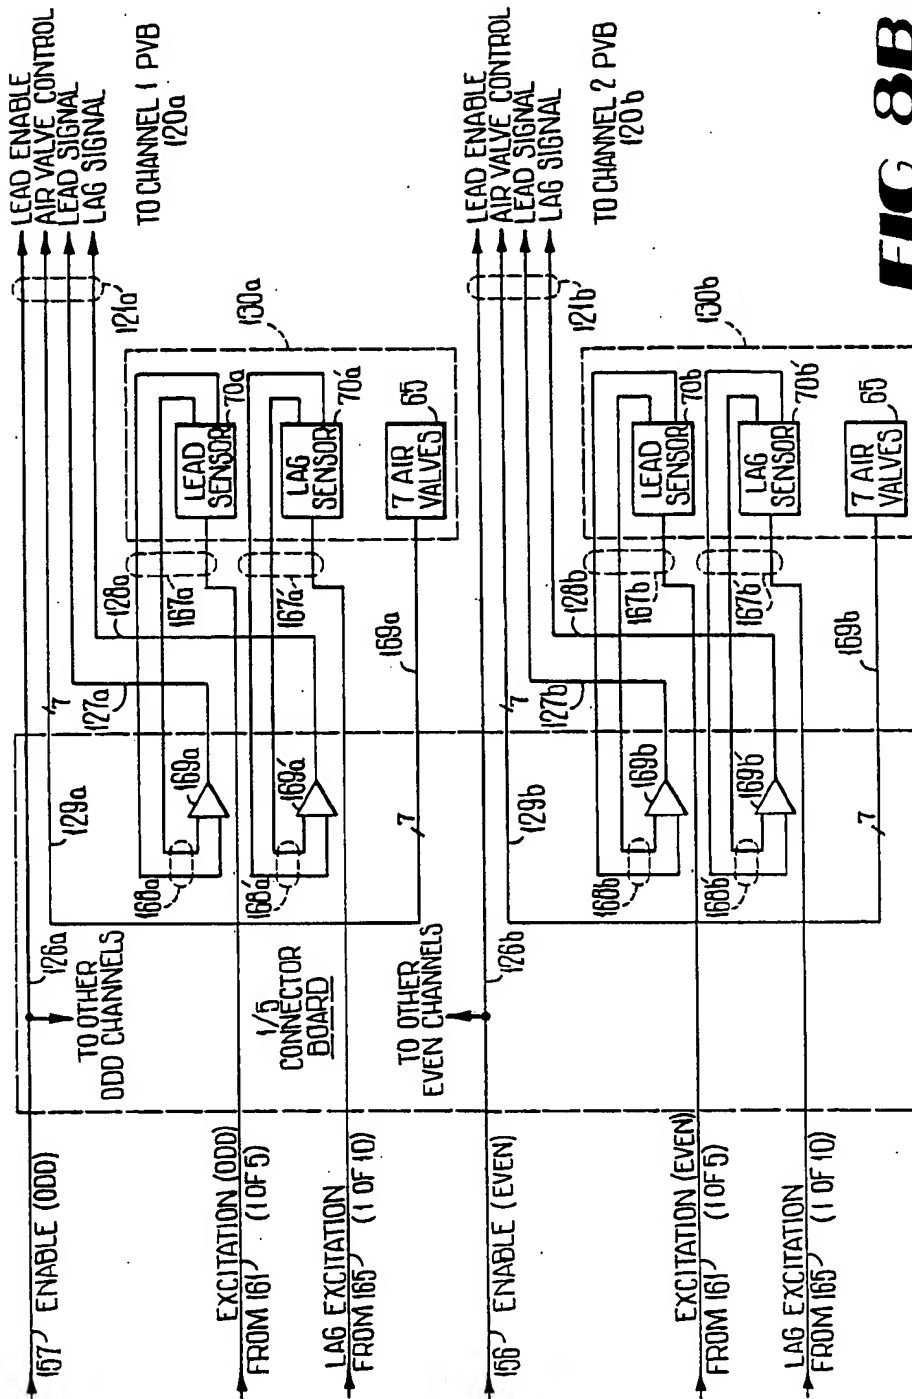 157 ENABLE (ODD)
126a
TO OTHER
ODD CHANNELS
129a
7
LEAD ENABLE
AIR VALVE CONTROL
LEAD SIGNAL
LAG SIGNAL
121a
TO CHANNEL 1 PVB
120a
127a
128a
130a
168a
169a
167a
LEAD
SENSOR
70a
EXCITATION (ODD)
FROM 161 (1 OF 5)
168a'
169a'
167a'
LAG
SENSOR
70a'
LAG EXCITATION
FROM 165 (1 OF 10)
1/5
CONNECTOR
BOARD
7
169a
7 AIR
VALVES
65
TO OTHER
EVEN CHANNELS
156 ENABLE (EVEN)
126b
129b
7
LEAD ENABLE
AIR VALVE CONTROL
LEAD SIGNAL
LAG SIGNAL
121b
TO CHANNEL 2 PVB
120b
127b
128b
130b
168b
169b
167b
LEAD
SENSOR
70b
EXCITATION (EVEN)
FROM 161 (1 OF 5)
168b'
169b'
167b'
LAG
SENSOR
70b'
LAG EXCITATION
FROM 165 (1 OF 10)
7
169b
7 AIR
VALVES
65
FIG 8B